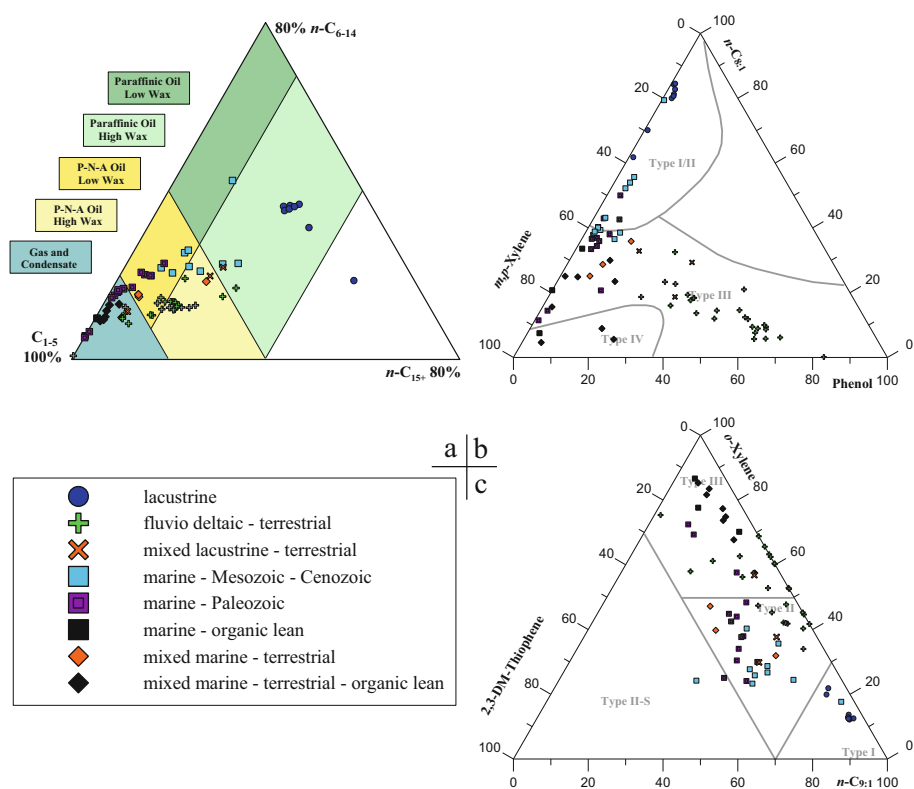 80% n-C6-14
Paraffinic Oil
Low Wax
Paraffinic Oil
High Wax
P-N-A Oil
Low Wax
P-N-A Oil
High Wax
Gas and
Condensate
C1-5
100%
n-C15+ 80%
0
100
n-C8:1
20
80
40
60
60
40
80
20
100
0
m,p-Xylene
Type I/II
Type III
Type IV
0
20
40
60
80
100
Phenol
a b
c
lacustrine
fluvio deltaic - terrestrial
mixed lacustrine - terrestrial
marine - Mesozoic - Cenozoic
marine - Paleozoic
marine - organic lean
mixed marine - terrestrial
mixed marine - terrestrial - organic lean
0
100
o-Xylene
20
80
40
60
60
40
80
20
100
0
2,3-DM-Thiophene
Type III
Type II
Type II-S
Type I
0
20
40
60
80
100
n-C9:1